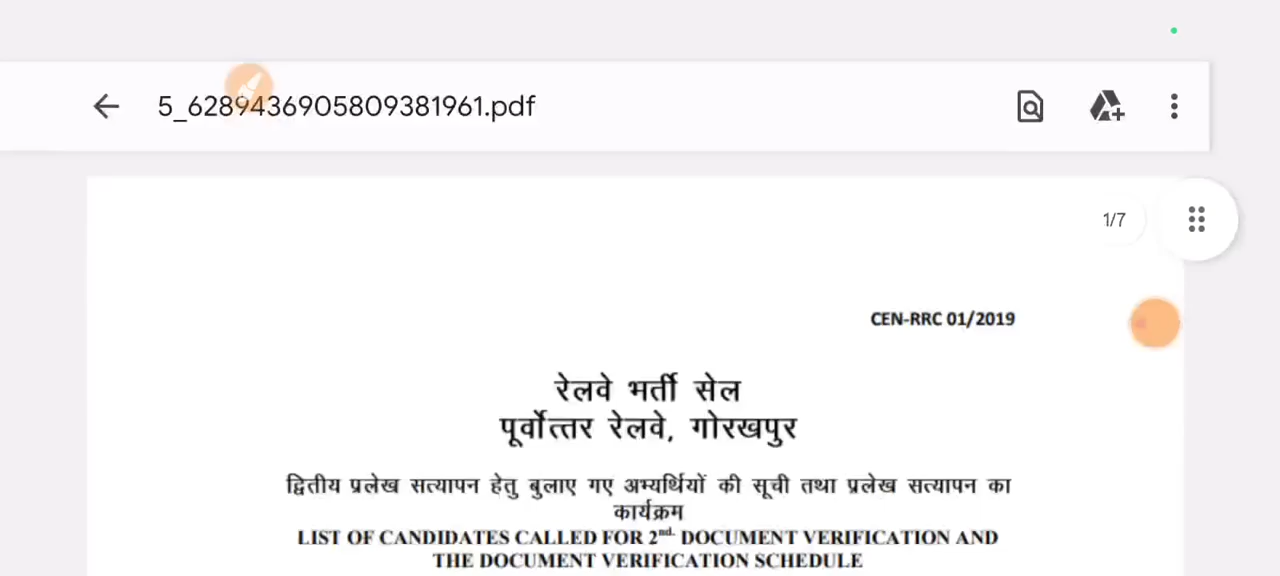 5_6289436905809381961.pdf
1/7
CEN-RRC 01/2019
रेलवे भर्ती सेल
पूर्वोत्तर रेलवे, गोरखपुर
द्वितीय प्रलेख सत्यापन हेतु बुलाए गए अभ्यर्थियों की सूची तथा प्रलेख सत्यापन का
कार्यक्रम
LIST OF CANDIDATES CALLED FOR 2nd. DOCUMENT VERIFICATION AND
THE DOCUMENT VERIFICATION SCHEDULE